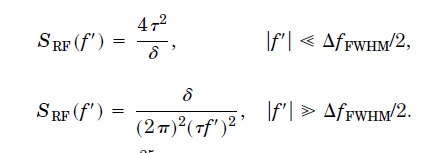 S_RF(f′) = 4τ²/δ, |f′| ≪ Δf_FWHM/2,
S_RF(f′) = δ/((2π)²(τf′)²), |f′| ≫ Δf_FWHM/2.